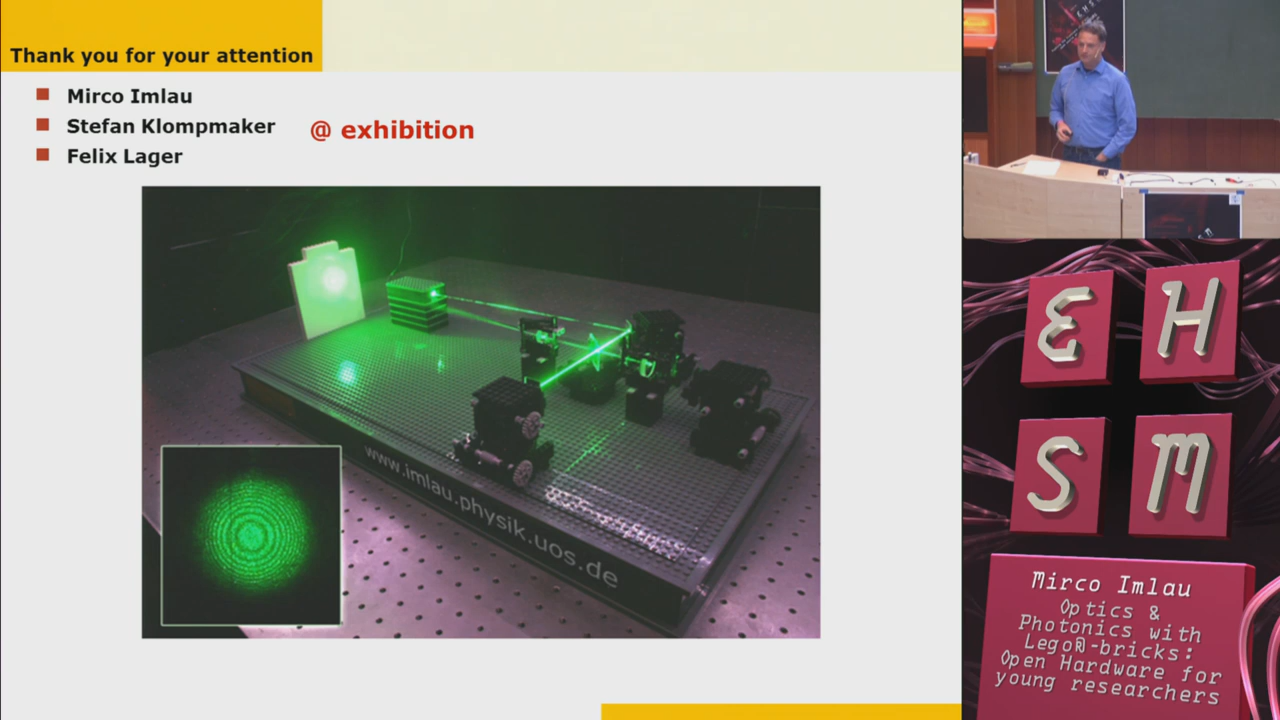 Thank you for your attention
Mirco Imlau
Stefan Klompmaker
Felix Lager
@ exhibition
www.imlau.physik.uos.de
E H
S M
Mirco Imlau
Optics &
Photonics with
Lego®-bricks:
Open Hardware for
young researchers